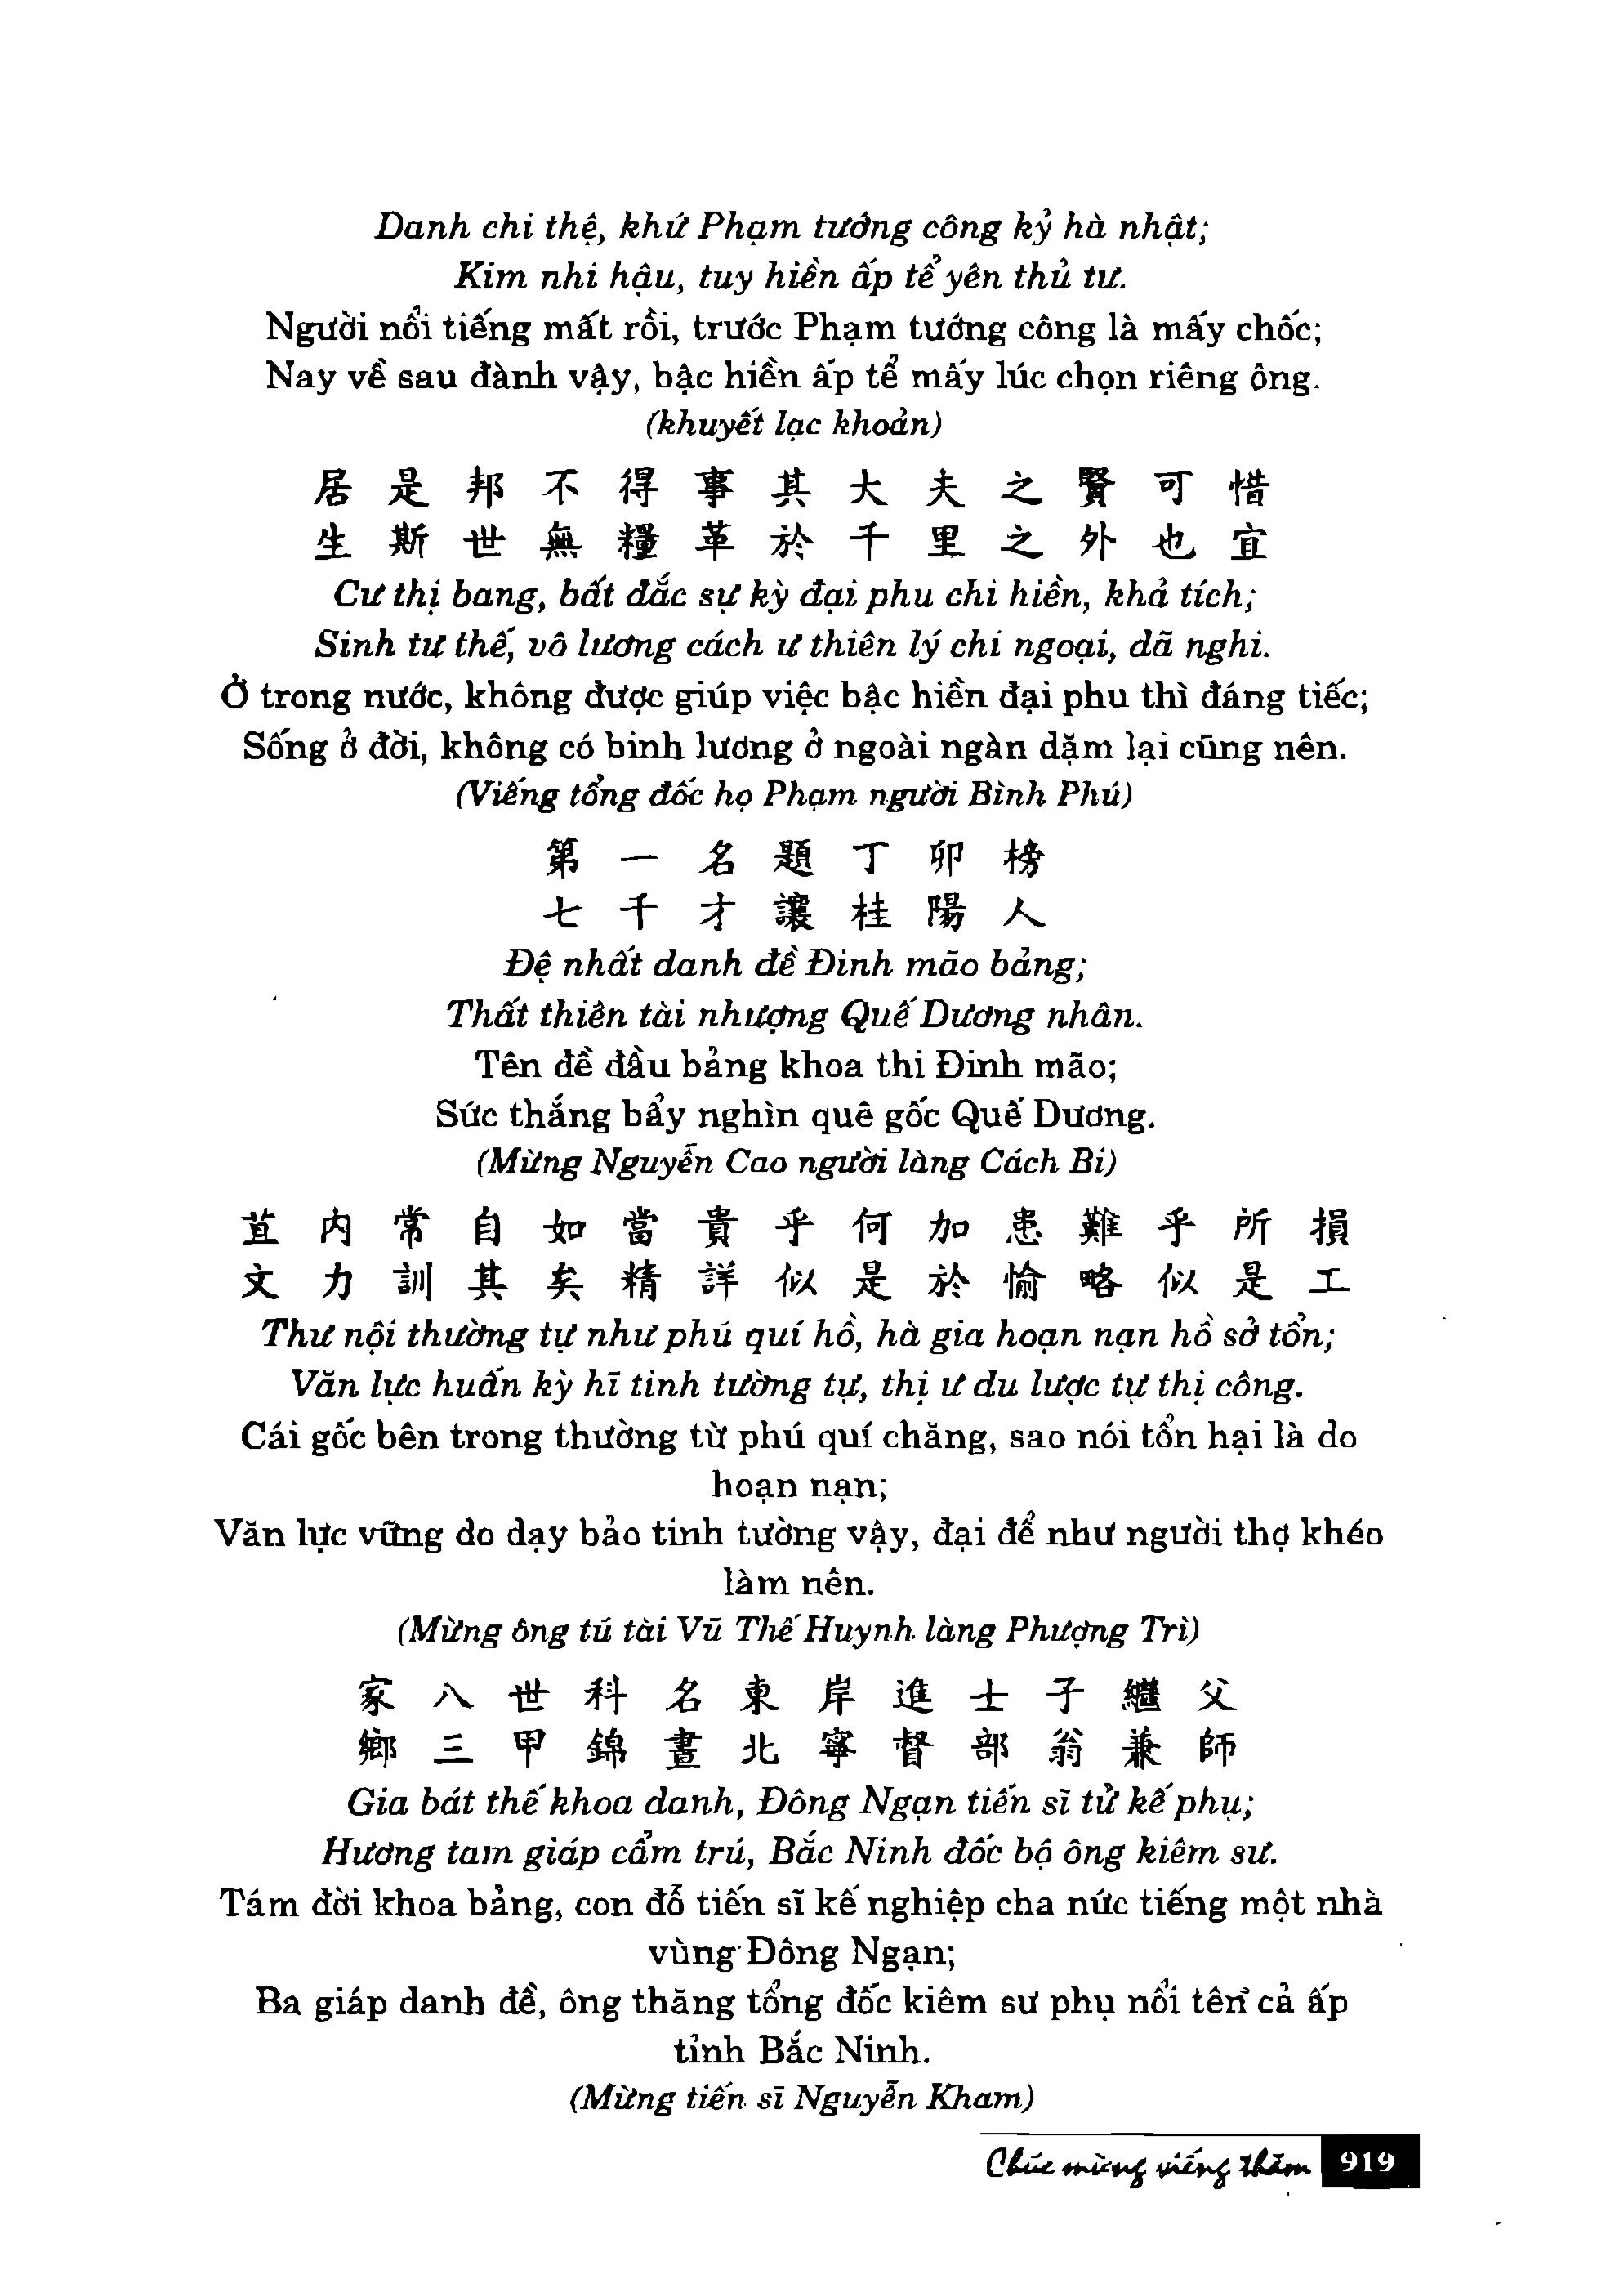 Danh chi thệ, khứ Phạm tướng công kỷ hà nhật;
Kim nhi hậu, tuy hiền ấp tể yên thủ tư.
Người nổi tiếng mất rồi, trước Phạm tướng công là mấy chốc;
Nay về sau đành vậy, bậc hiền ấp tể mấy lúc chọn riêng ông.
(khuyết lạc khoản)
居是邦不得事其大夫之賢可惜
生斯世無糧革於千里之外也宜
Cư thị bang, bất đắc sự kỳ đại phu chi hiền, khả tích;
Sinh tư thế, vô lương cách ư thiên lý chi ngoại, dã nghi.
Ở trong nước, không được giúp việc bậc hiền đại phu thì đáng tiếc;
Sống ở đời, không có binh lương ở ngoài ngàn dặm lại cũng nên.
(Viếng tổng đốc họ Phạm người Bình Phú)
第一名題丁卯榜
七千才讓桂陽人
Đệ nhất danh đề Đinh mão bảng;
Thất thiên tài nhượng Quế Dương nhân.
Tên đề đầu bảng khoa thi Đinh mão;
Sức thắng bẩy nghìn quê gốc Quế Dương.
(Mừng Nguyễn Cao người làng Cách Bi)
苴内常自如當貴乎何加患難乎所損
文力訓其矣精詳似是於愉略似是工
Thư nội thường tự như phú quí hồ, hà gia hoạn nạn hồ sở tổn;
Văn lực huấn kỳ hĩ tinh tường tự, thị ư du lược tự thị công.
Cái gốc bên trong thường từ phú quí chăng, sao nói tổn hại là do
hoạn nạn;
Văn lực vững do dạy bảo tinh tường vậy, đại để như người thợ khéo
làm nên.
(Mừng ông tú tài Vũ Thế Huynh làng Phượng Trì)
家八世科名東岸進士子繼父
鄉三甲錦晝北寧督部翁兼師
Gia bát thế khoa danh, Đông Ngạn tiến sĩ tử kế phụ;
Hương tam giáp cẩm trú, Bắc Ninh đốc bộ ông kiêm sư.
Tám đời khoa bảng, con đỗ tiến sĩ kế nghiệp cha nức tiếng một nhà
vùng Đông Ngạn;
Ba giáp danh đề, ông thăng tổng đốc kiêm sư phụ nổi tên cả ấp
tỉnh Bắc Ninh.
(Mừng tiến sĩ Nguyễn Kham)
Chúc mừng viếng thăm 919